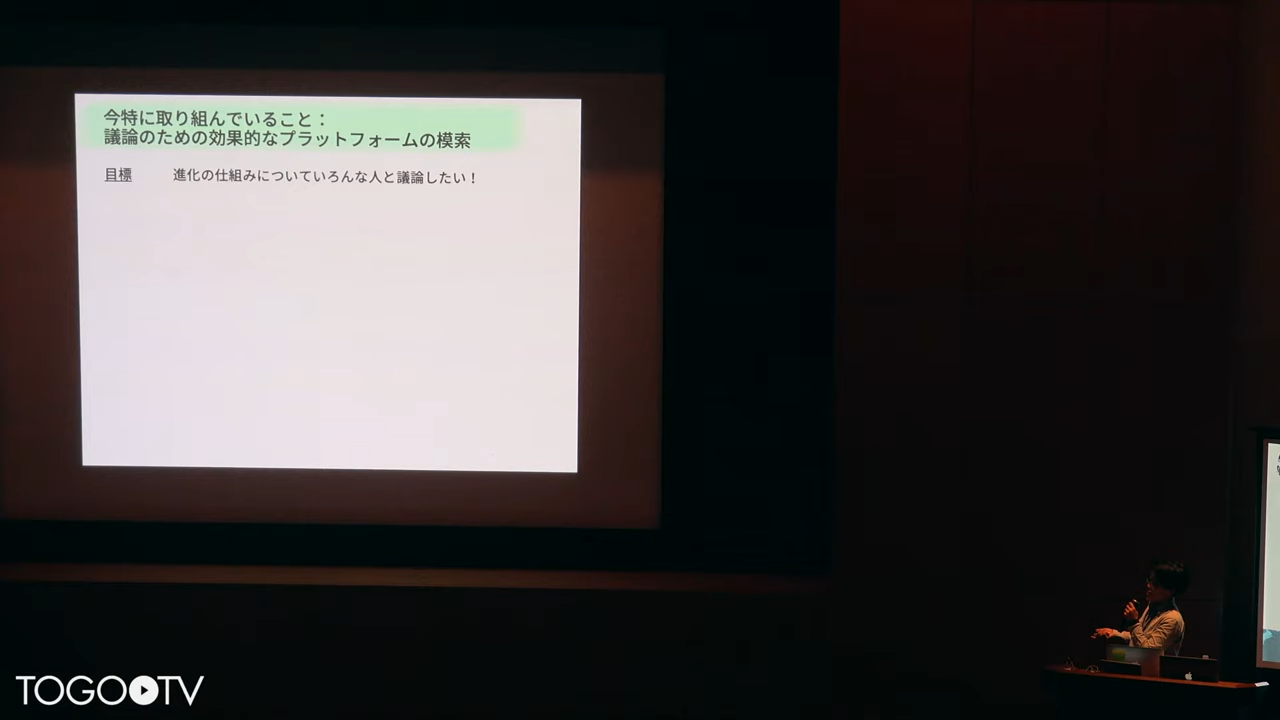 今特に取り組んでいること：
議論のための効果的なプラットフォームの模索
目標 進化の仕組みについていろんな人と議論したい！
TOGOTV